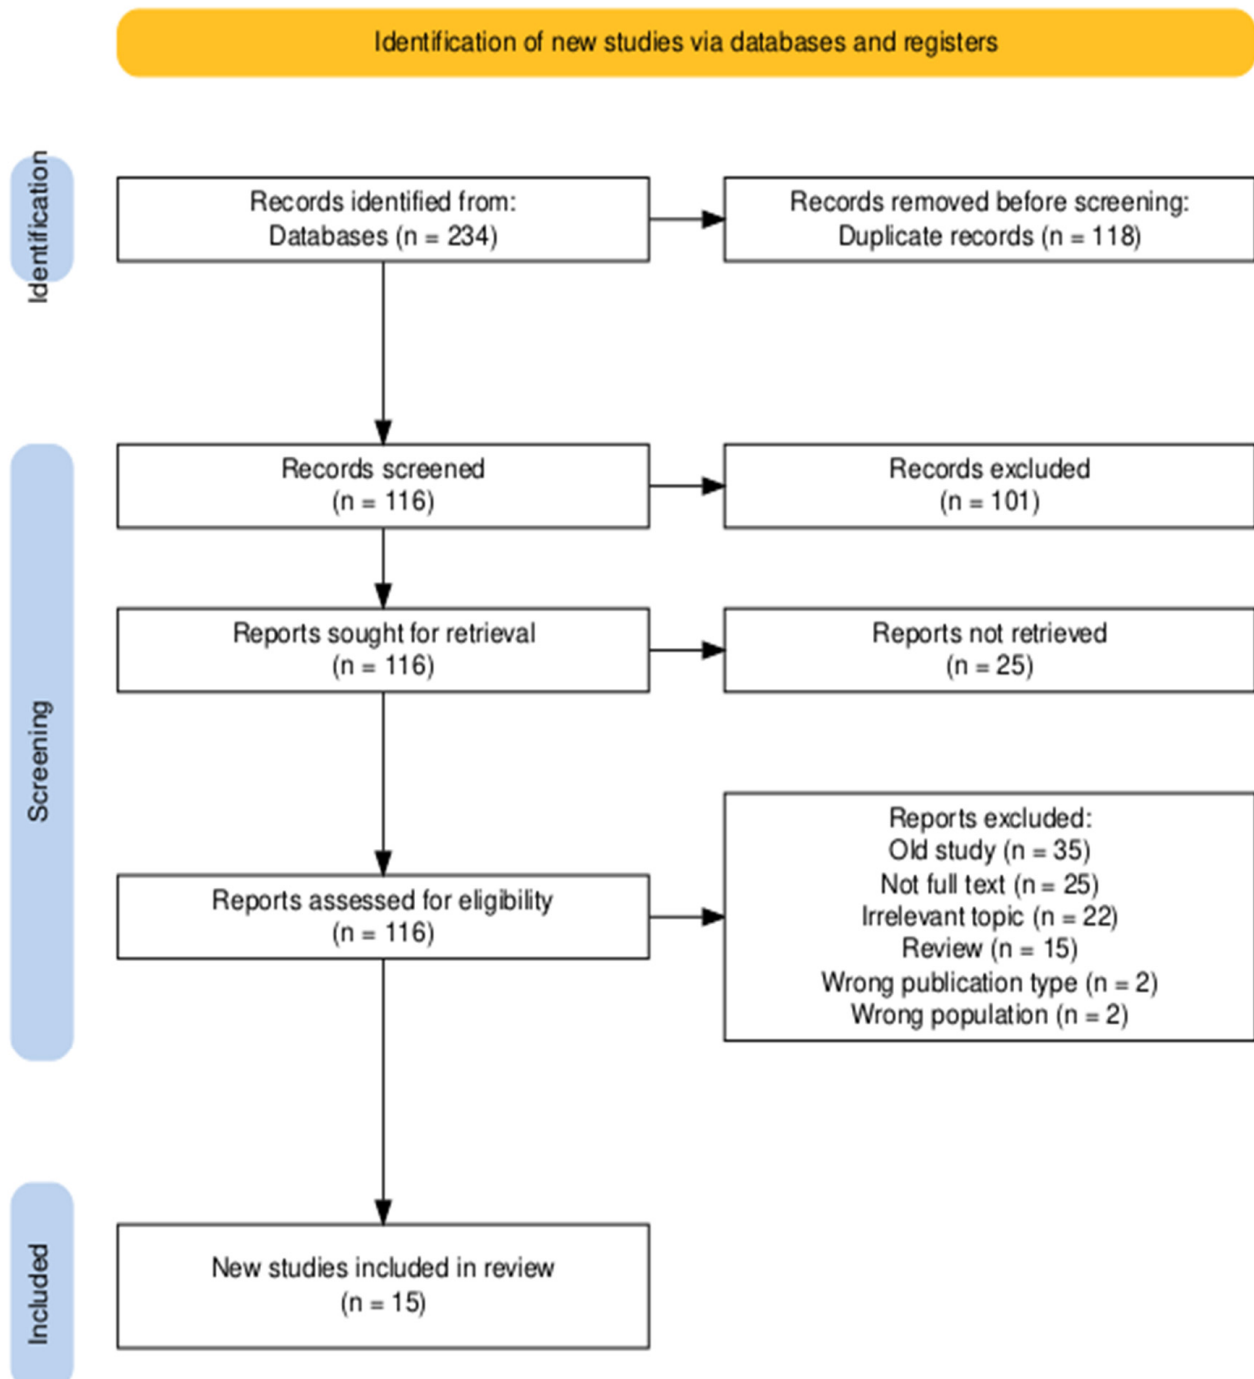 Identification of new studies via databases and registers
Identification
Records identified from:
Databases (n = 234)
Records removed before screening:
Duplicate records (n = 118)
Screening
Records screened
(n = 116)
Records excluded
(n = 101)
Reports sought for retrieval
(n = 116)
Reports not retrieved
(n = 25)
Reports assessed for eligibility
(n = 116)
Reports excluded:
Old study (n = 35)
Not full text (n = 25)
Irrelevant topic (n = 22)
Review (n = 15)
Wrong publication type (n = 2)
Wrong population (n = 2)
Included
New studies included in review
(n = 15)